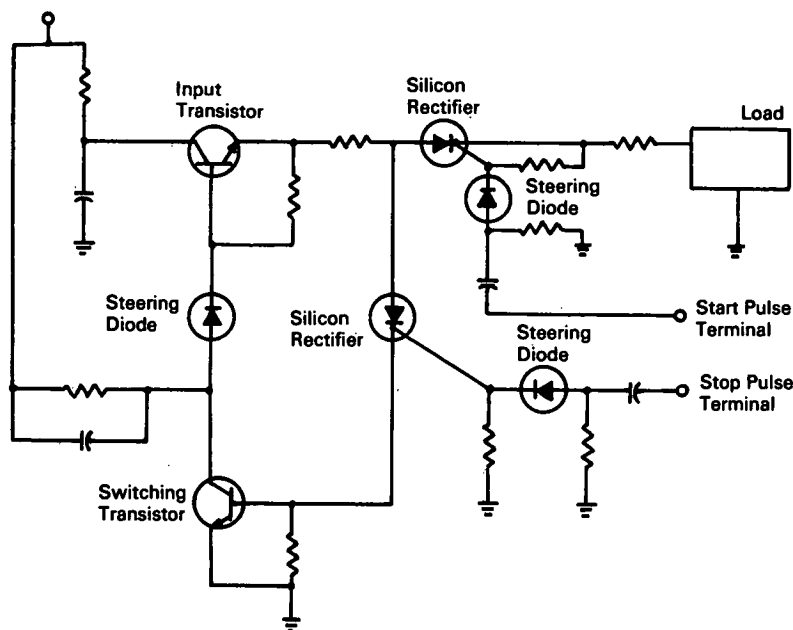 Input
Transistor
Silicon
Rectifier
Load
Steering
Diode
Start Pulse
Terminal
Steering
Diode
Silicon
Rectifier
Steering
Diode
Stop Pulse
Terminal
Switching
Transistor